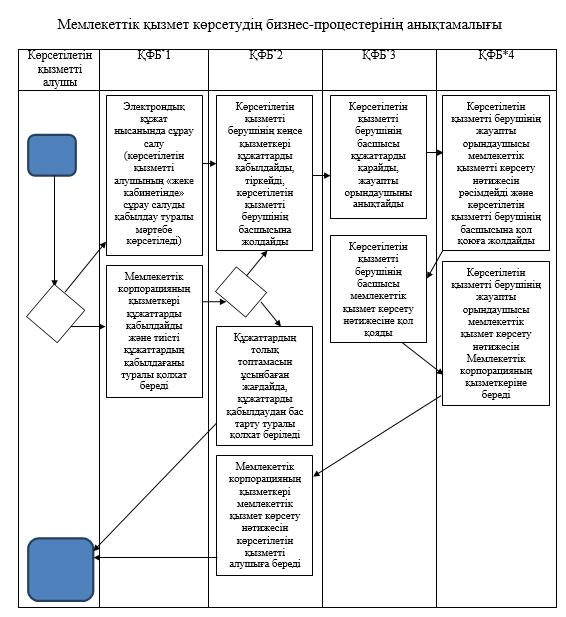 Мемлекеттік қызмет көрсетудің бизнес-процестерінің анықтамалығы
Көрсетілетін
қызметті
алушы
ҚФБ*1
ҚФБ*2
ҚФБ*3
ҚФБ*4
Электрондық
құжат
нысанында сұрау
салу
(көрсетілетін
қызметті
алушының «жеке
кабинетінде»
сұрау салуды
қабылдау туралы
мәртебе
көрсетіледі)
Мемлекеттік
корпорацияның
қызметкері
құжаттарды
қабылдайды
және тиісті
құжаттардың
қабылдағаны
туралы қолхат
береді
Көрсетілетін
қызметті
берушінің кеңсе
қызметкері
құжаттарды
қабылдайды,
тіркейді,
көрсетілетін
қызметті
берушінің
басшысына
жолдайды
Құжаттардың
толық
топтамасын
ұсынбаған
жағдайда,
құжаттарды
қабылдаудан бас
тарту туралы
қолхат беріледі
Мемлекеттік
корпорацияның
қызметкері
мемлекеттік
қызмет көрсету
нәтижесін
көрсетілетін
қызметті
алушыға береді
Көрсетілетін
қызметті
берушінің
басшысы
құжаттарды
қарайды,
жауапты
орындаушыны
анықтайды
Көрсетілетін
қызметті
берушінің
басшысы
мемлекеттік
қызмет көрсету
нәтижесіне қол
қояды
Көрсетілетін
қызметті берушінің
жауапты
орындаушысы
мемлекеттік
қызметті көрсету
нәтижесін
рәсімдейді және
көрсетілетін
қызметті берушінің
басшысына қол
қоюға жолдайды
Көрсетілетін
қызметті берушінің
жауапты
орындаушысы
мемлекеттік
қызмет көрсету
нәтижесін
Мемлекеттік
корпорацияның
қызметкеріне
береді